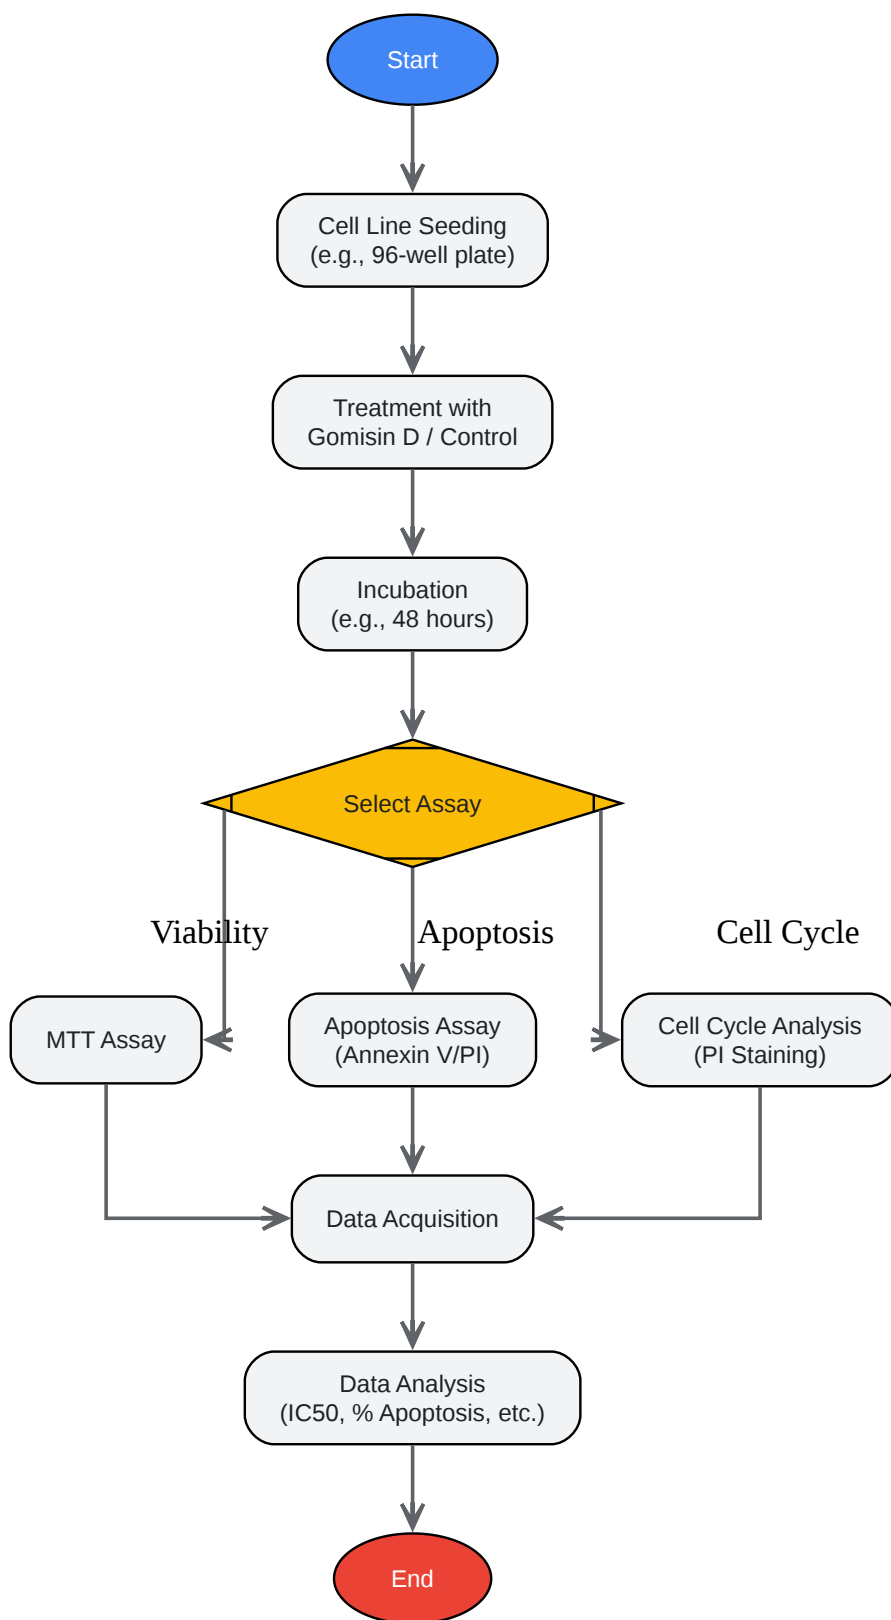 Start
Cell Line Seeding
(e.g., 96-well plate)
Treatment with
Gomisin D / Control
Incubation
(e.g., 48 hours)
Select Assay
Viability
Apoptosis
Cell Cycle
MTT Assay
Apoptosis Assay
(Annexin V/PI)
Cell Cycle Analysis
(PI Staining)
Data Acquisition
Data Analysis
(IC50, % Apoptosis, etc.)
End